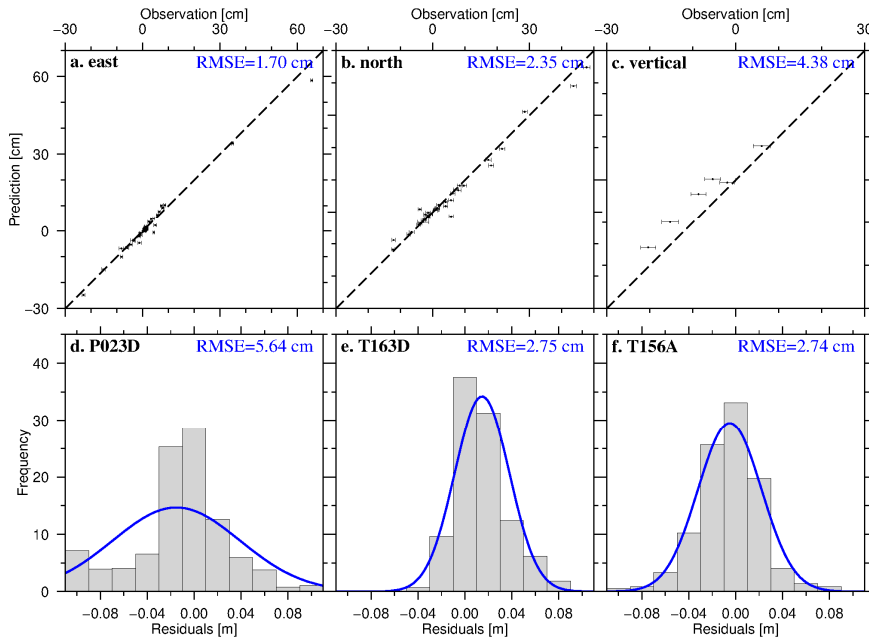 Observation [cm]
Observation [cm]
Observation [cm]
−30 0 30 60
−30 0 30
−30 0 30
a. east RMSE=1.70 cm
b. north RMSE=2.35 cm
c. vertical RMSE=4.38 cm
Prediction [cm]
60
30
0
−30
d. P023D RMSE=5.64 cm
e. T163D RMSE=2.75 cm
f. T156A RMSE=2.74 cm
Frequency
40
30
20
10
0
−0.08 −0.04 0.00 0.04 0.08
−0.08 −0.04 0.00 0.04 0.08
−0.08 −0.04 0.00 0.04 0.08
Residuals [m]
Residuals [m]
Residuals [m]